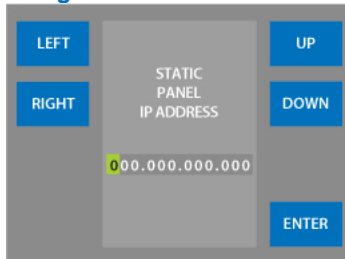 LEFT
RIGHT
STATIC
PANEL
IP ADDRESS
000.000.000.000
UP
DOWN
ENTER